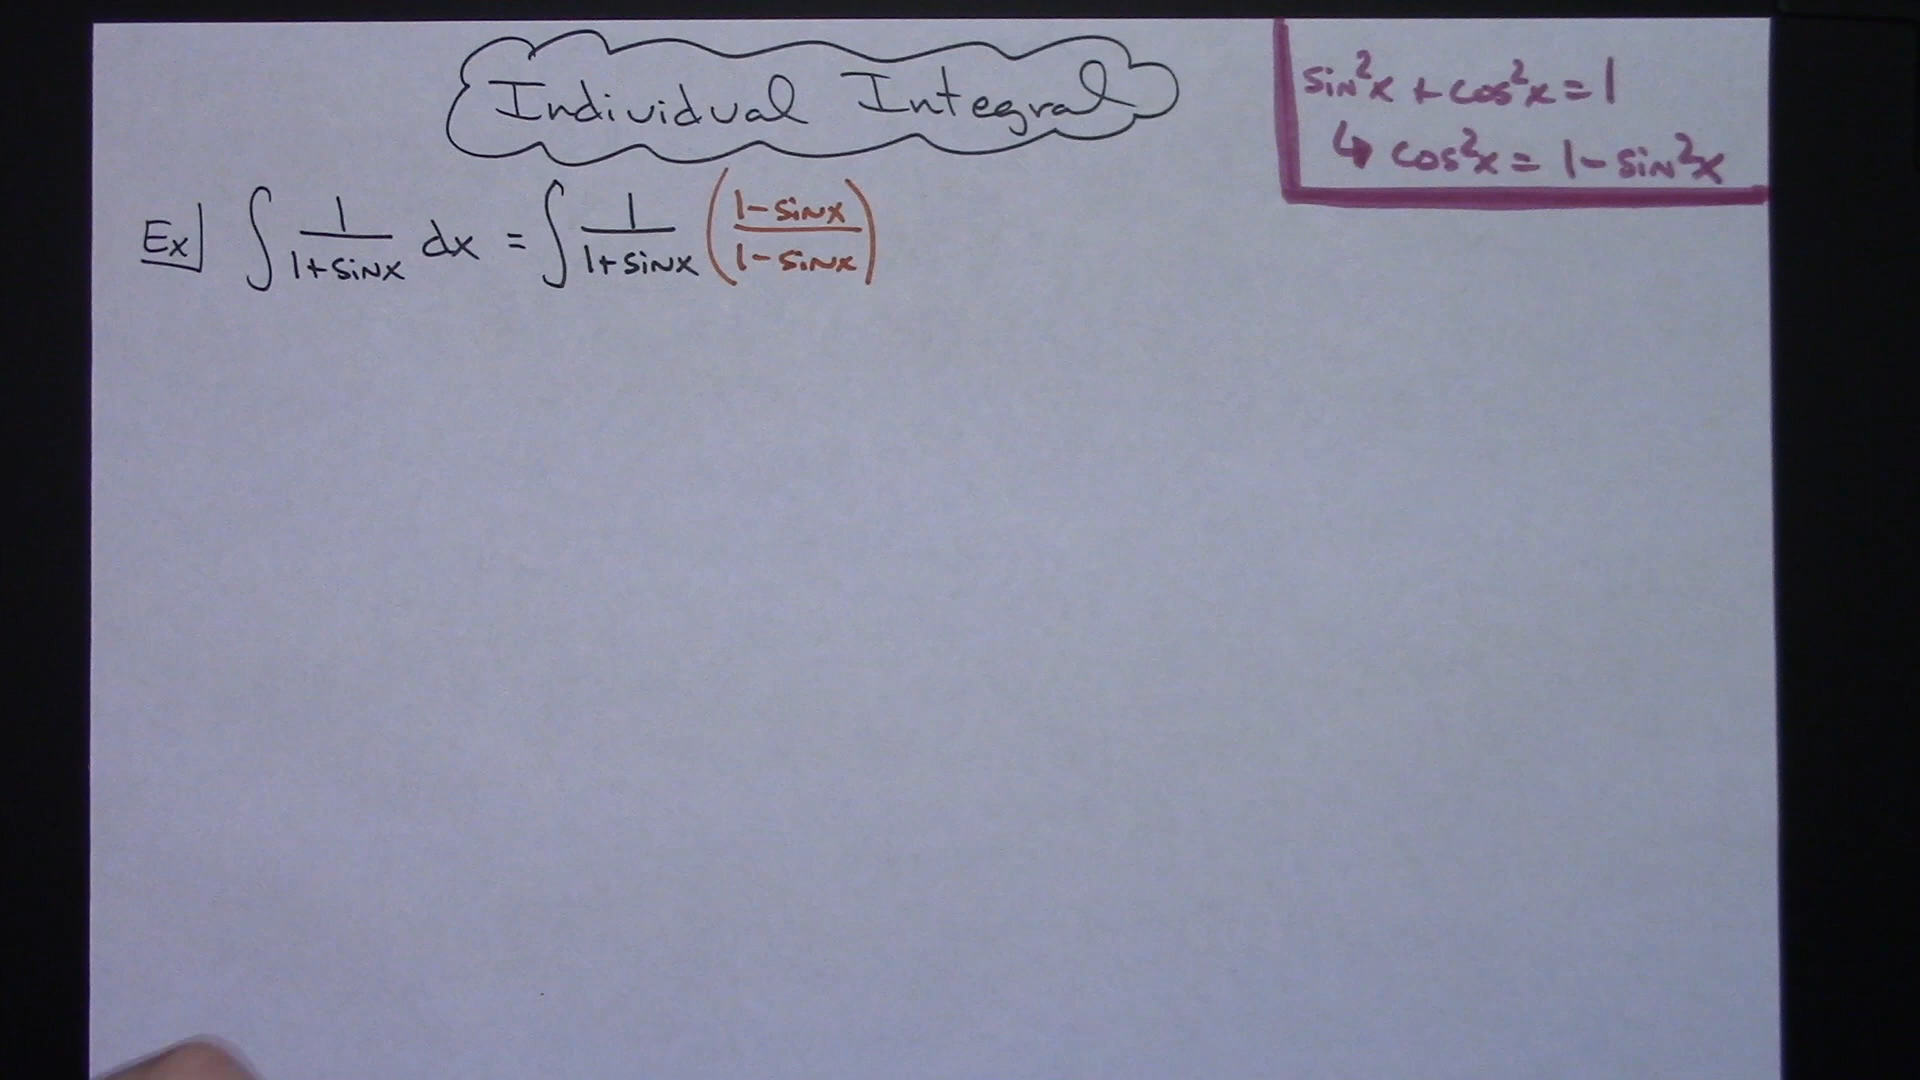 Individual Integral
sin²x + cos²x = 1
↳ cos²x = 1 - sin²x
Ex] ∫ 1/(1+sinx) dx = ∫ 1/(1+sinx) ((1-sinx)/(1-sinx))